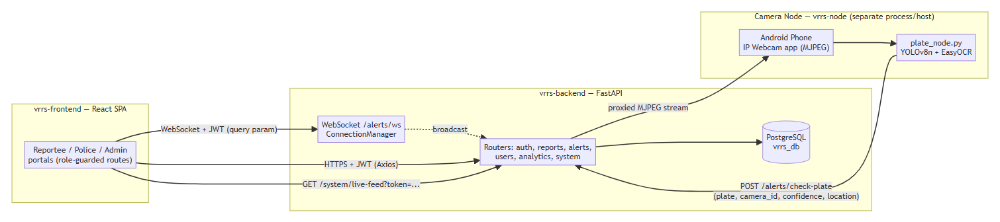 Camera Node — vrrs-node (separate process/host)
Android Phone
IP Webcam app (MJPEG)
plate_node.py
YOLOv8n + EasyOCR
vrrs-backend — FastAPI
proxied MJPEG stream
vrrs-frontend — React SPA
WebSocket + JWT (query param)
WebSocket /alerts/ws
ConnectionManager
broadcast
Reportee / Police / Admin
portals (role-guarded routes)
Routers: auth, reports, alerts,
users, analytics, system
PostgreSQL
vrrs_db
HTTPS + JWT (Axios)
GET /system/live-feed?token=...
POST /alerts/check-plate
(plate, camera_id, confidence, location)